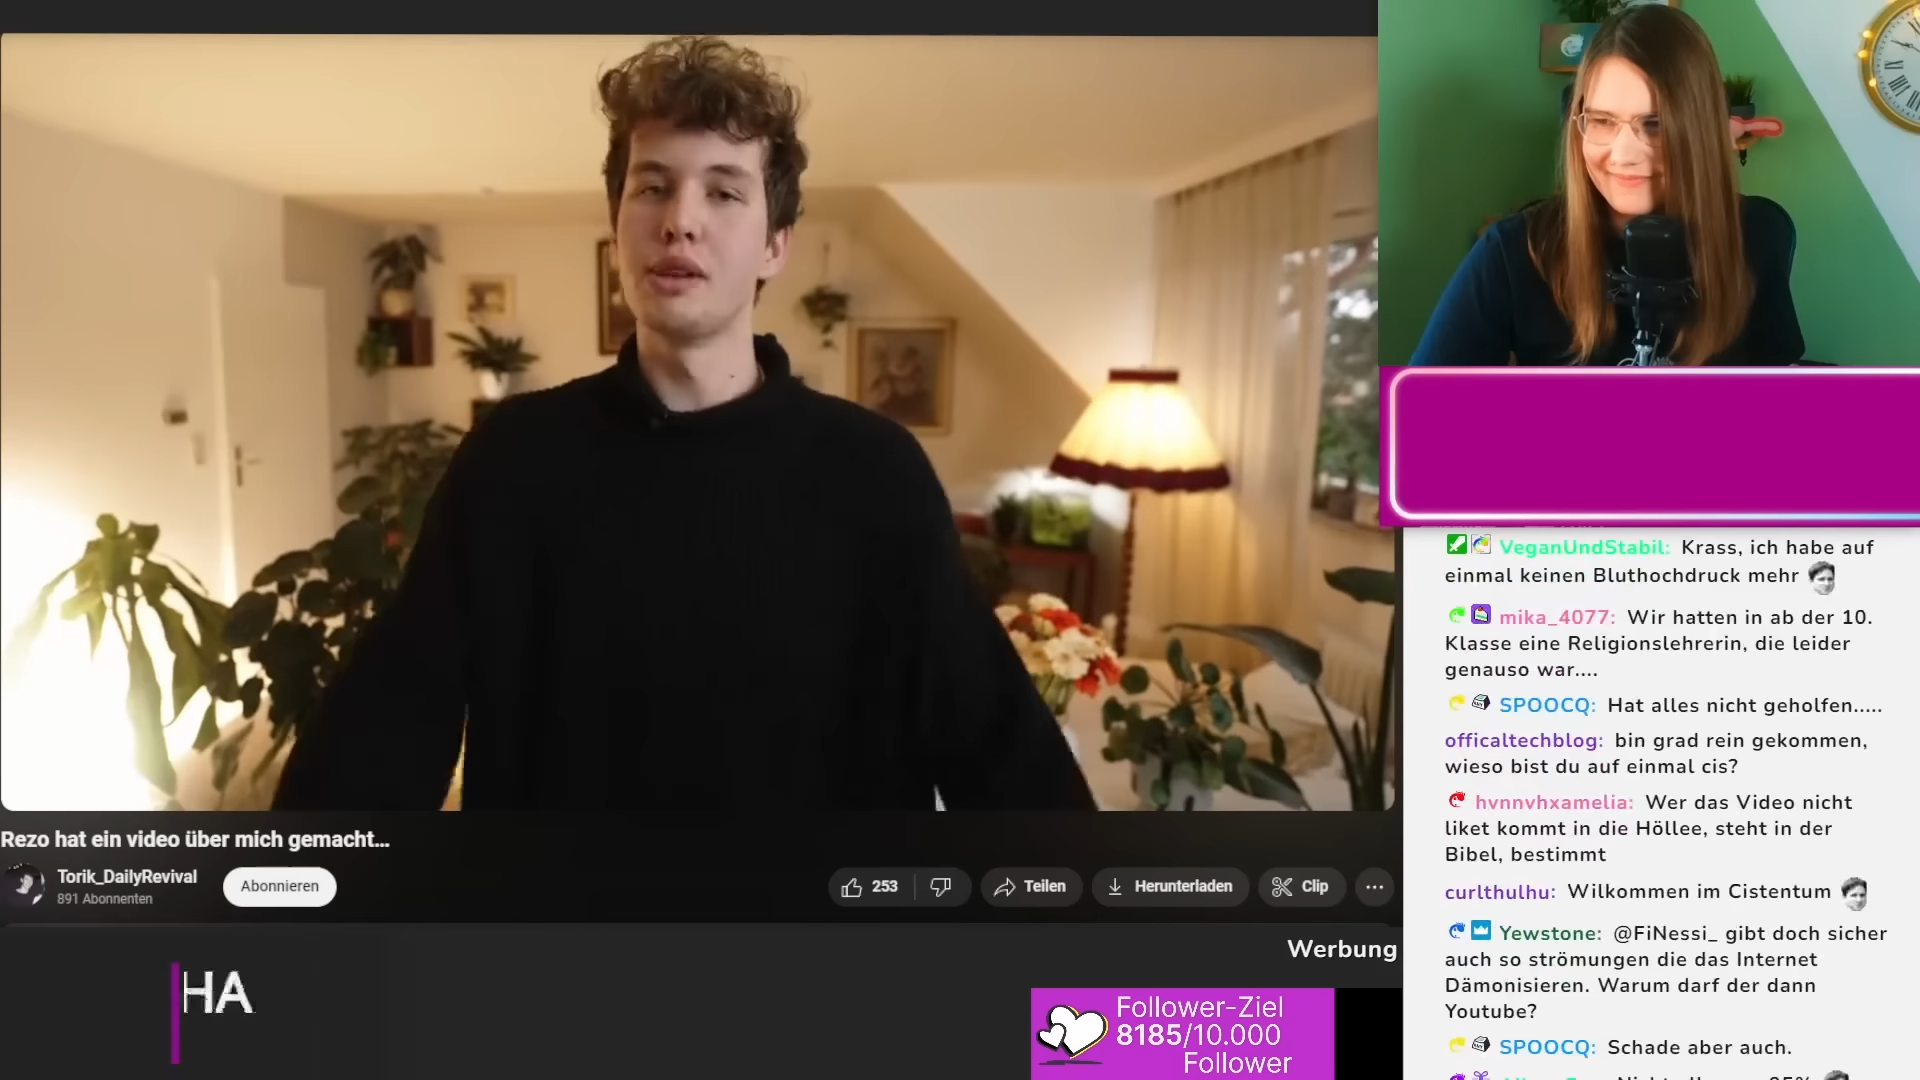 Rezo hat ein video über mich gemacht...
Torik_DailyRevival
891 Abonnenten
Abonnieren
253
Teilen
Herunterladen
Clip
Werbung
HA
Follower-Ziel
8185/10.000
Follower
VeganUndStabil: Krass, ich habe auf
einmal keinen Bluthochdruck mehr
mika_4077: Wir hatten in ab der 10.
Klasse eine Religionslehrerin, die leider
genauso war....
SPOOCQ: Hat alles nicht geholfen.....
officaltechblog: bin grad rein gekommen,
wieso bist du auf einmal cis?
hvnnvhxamelia: Wer das Video nicht
liket kommt in die Höllee, steht in der
Bibel, bestimmt
curlthulhu: Wilkommen im Cistentum
Yewstone: @FiNessi_ gibt doch sicher
auch so strömungen die das Internet
Dämonisieren. Warum darf der dann
Youtube?
SPOOCQ: Schade aber auch.